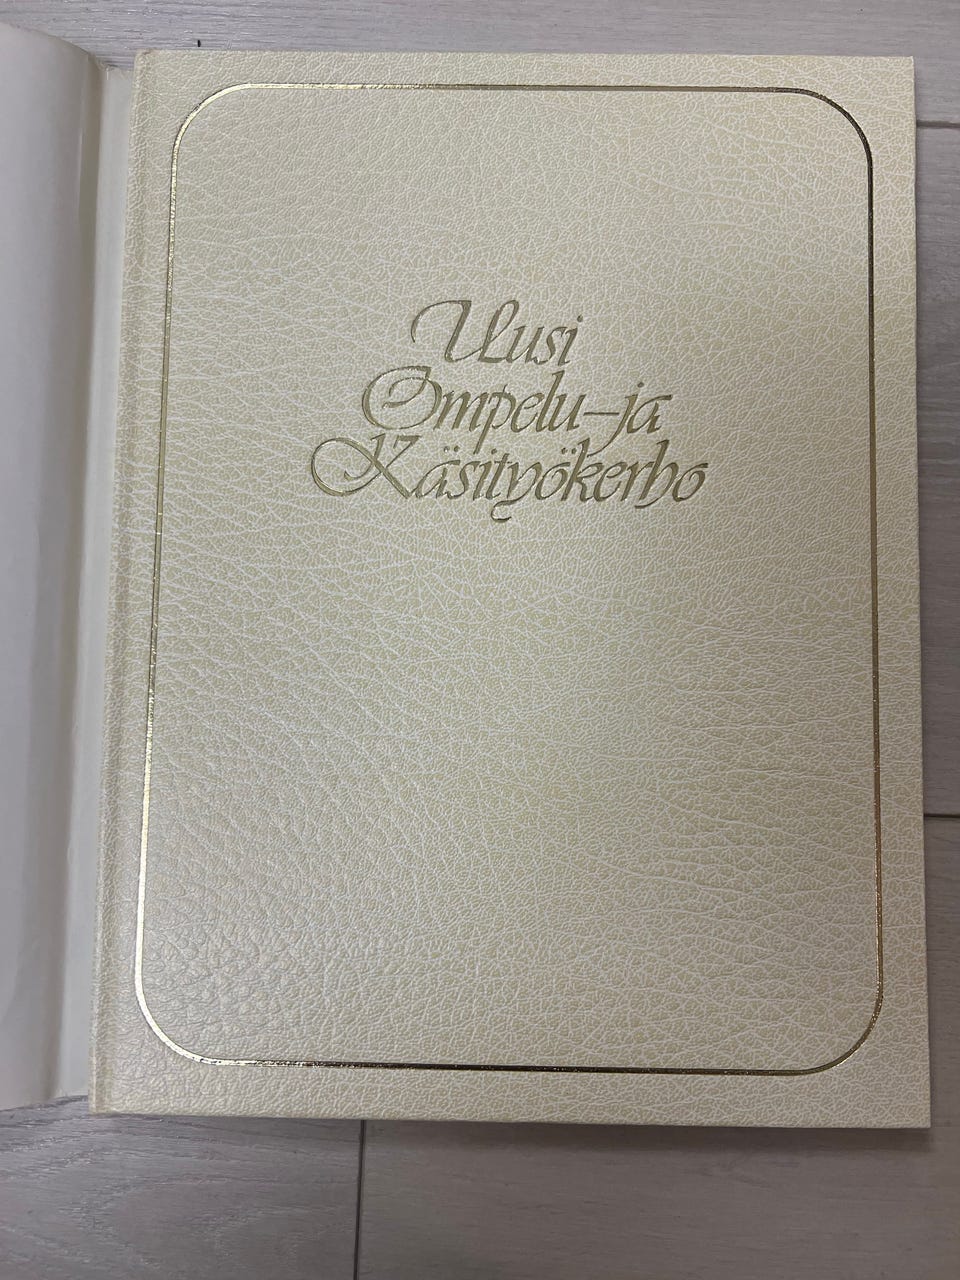 Uusi
Ompelu-ja
Käsityökerho